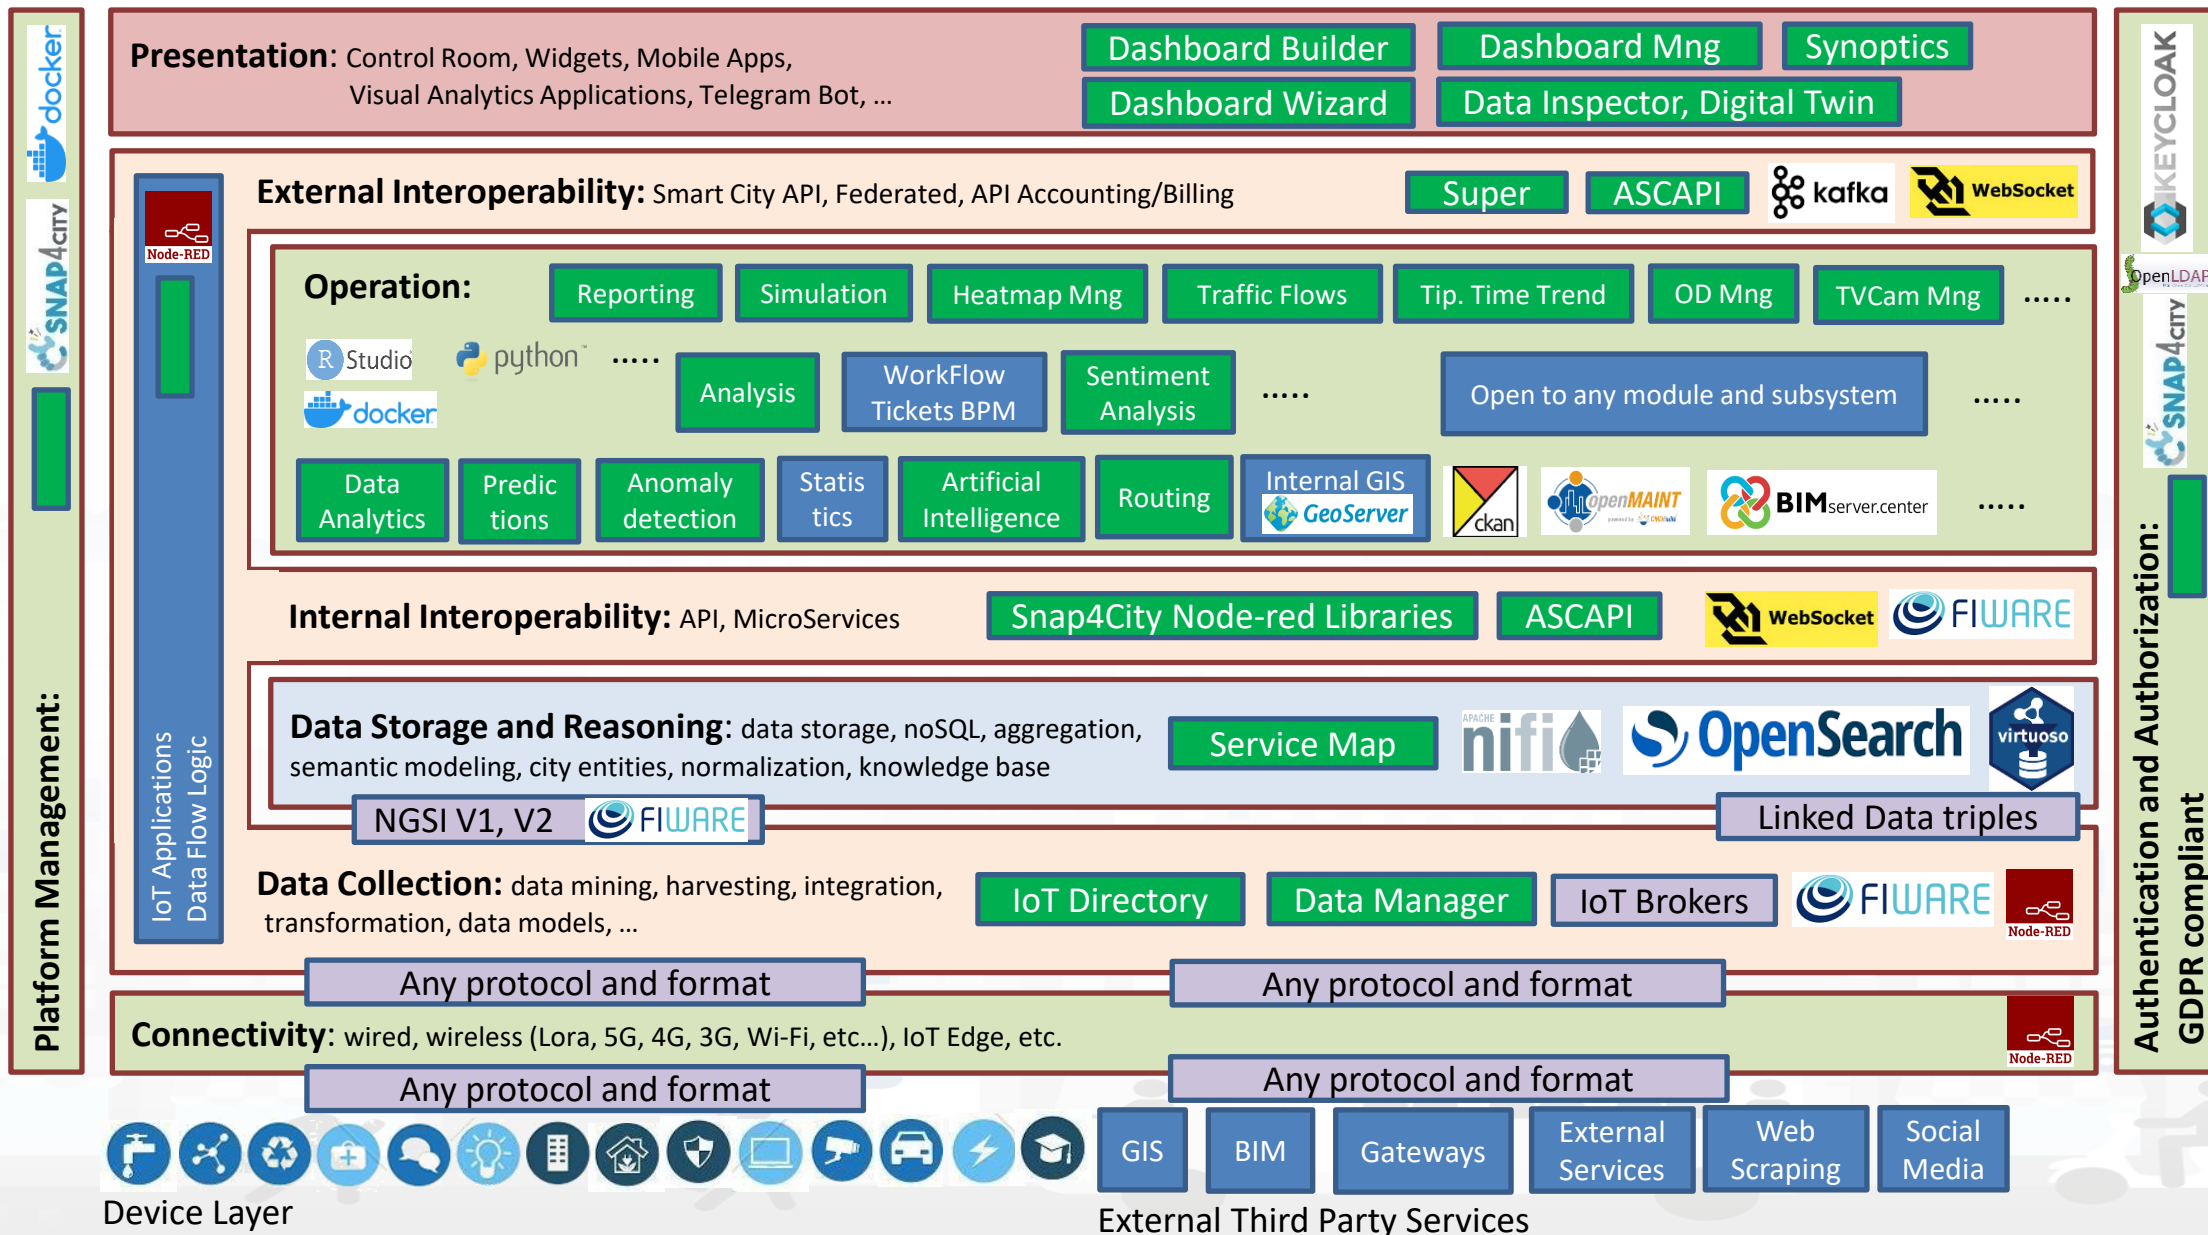 docker
SNAP4CITY
Platform Management:
Presentation: Control Room, Widgets, Mobile Apps,
Visual Analytics Applications, Telegram Bot, ...
Dashboard Builder
Dashboard Mng
Synoptics
Dashboard Wizard
Data Inspector, Digital Twin
Node-RED
IoT Applications
Data Flow Logic
External Interoperability: Smart City API, Federated, API Accounting/Billing
Super
ASCAPI
kafka
WebSocket
Operation:
Reporting
Simulation
Heatmap Mng
Traffic Flows
Tip. Time Trend
OD Mng
TVCam Mng
.....
R Studio
python
.....
docker
Analysis
WorkFlow
Tickets BPM
Sentiment
Analysis
.....
Open to any module and subsystem
.....
Data
Analytics
Predic
tions
Anomaly
detection
Statis
tics
Artificial
Intelligence
Routing
Internal GIS
GeoServer
ckan
openMAINT
BIMserver.center
.....
Internal Interoperability: API, MicroServices
Snap4City Node-red Libraries
ASCAPI
WebSocket
FIWARE
Data Storage and Reasoning: data storage, noSQL, aggregation,
semantic modeling, city entities, normalization, knowledge base
Service Map
APACHE
nifi
OpenSearch
virtuoso
NGSI V1, V2
FIWARE
Linked Data triples
Data Collection: data mining, harvesting, integration,
transformation, data models, ...
IoT Directory
Data Manager
IoT Brokers
FIWARE
Node-RED
Any protocol and format
Any protocol and format
Connectivity: wired, wireless (Lora, 5G, 4G, 3G, Wi-Fi, etc...), IoT Edge, etc.
Node-RED
Any protocol and format
Any protocol and format
GIS
BIM
Gateways
External
Services
Web
Scraping
Social
Media
Device Layer
External Third Party Services
KEYCLOAK
OpenLDAP
SNAP4CITY
Authentication and Authorization:
GDPR compliant